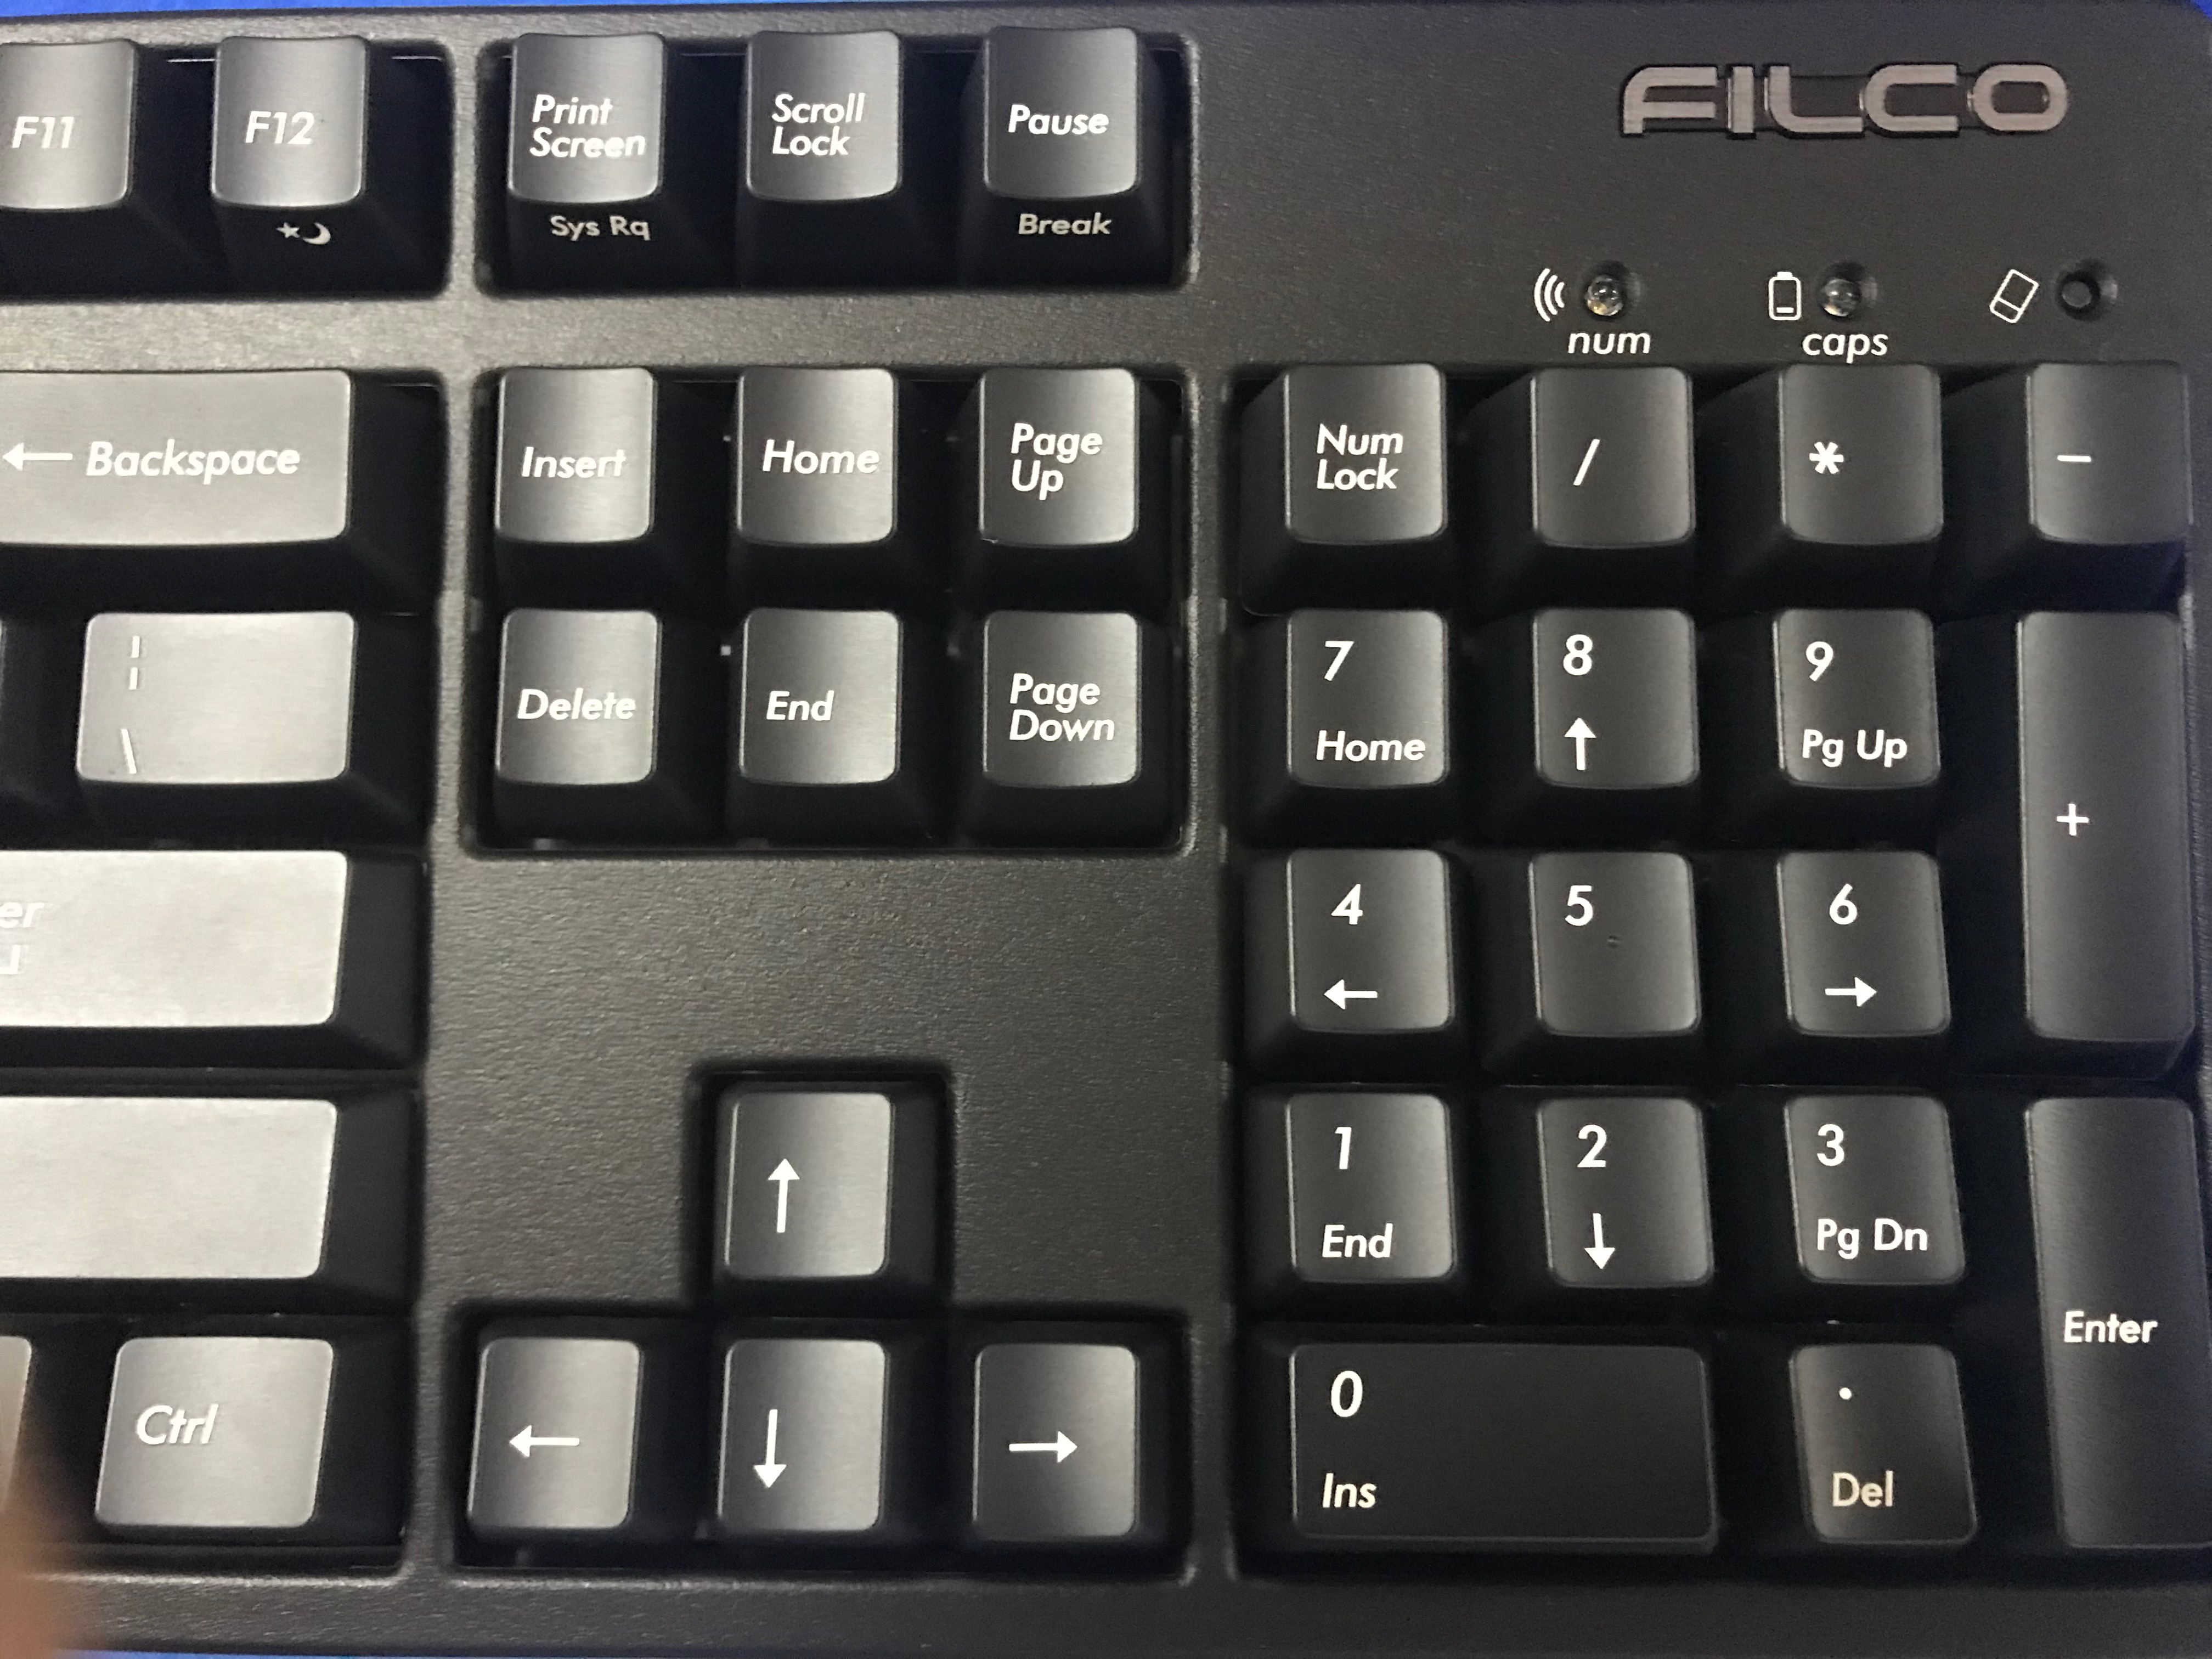 F11 F12 Print Screen Scroll Lock Pause FILCO
Sys Rq Break
num caps
← Backspace Insert Home Page Up Num Lock / * −
¦ \ Delete End Page Down 7 Home 8 ↑ 9 Pg Up +
4 ← 5 6 →
↑ 1 End 2 ↓ 3 Pg Dn Enter
Ctrl ← ↓ → 0 Ins . Del